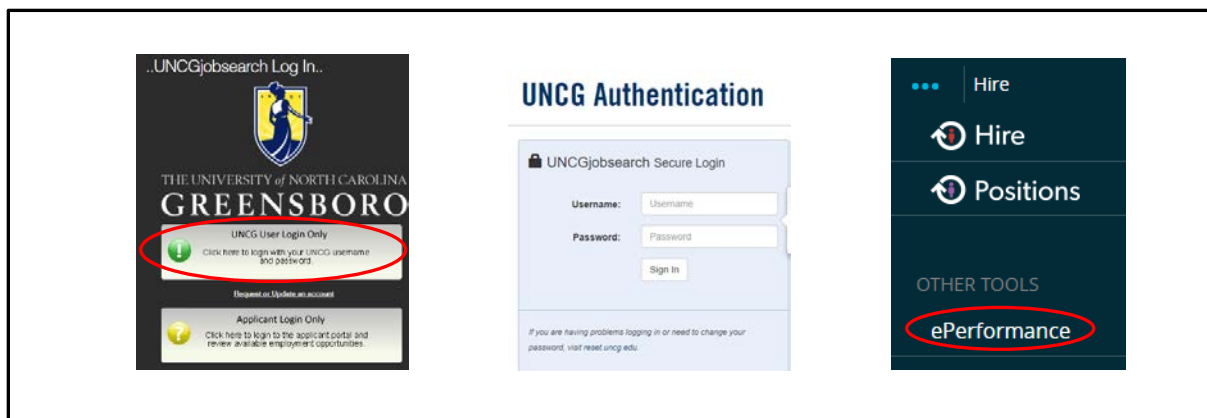 ..UNCGjobsearch Log In..
THE UNIVERSITY of NORTH CAROLINA
GREENSBORO
UNCG User Login Only
Click here to login with your UNCG username
and password.
Request or Update an account
Applicant Login Only
Click here to login to the applicant portal and
review available employment opportunities.
UNCG Authentication
UNCGjobsearch Secure Login
Username:
Username
Password:
Password
Sign In
If you are having problems logging in or need to change your
password, visit reset.uncg.edu.
Hire
Hire
Positions
OTHER TOOLS
ePerformance